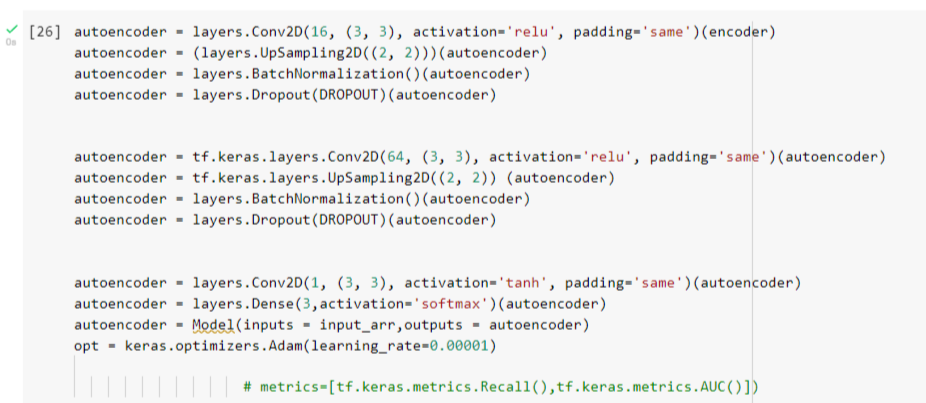 [26] autoencoder = layers.Conv2D(16, (3, 3), activation='relu', padding='same')(encoder)
0s
autoencoder = (layers.UpSampling2D((2, 2)))(autoencoder)
autoencoder = layers.BatchNormalization()(autoencoder)
autoencoder = layers.Dropout(DROPOUT)(autoencoder)
autoencoder = tf.keras.layers.Conv2D(64, (3, 3), activation='relu', padding='same')(autoencoder)
autoencoder = tf.keras.layers.UpSampling2D((2, 2)) (autoencoder)
autoencoder = layers.BatchNormalization()(autoencoder)
autoencoder = layers.Dropout(DROPOUT)(autoencoder)
autoencoder = layers.Conv2D(1, (3, 3), activation='tanh', padding='same')(autoencoder)
autoencoder = layers.Dense(3,activation='softmax')(autoencoder)
autoencoder = Model(inputs = input_arr,outputs = autoencoder)
opt = keras.optimizers.Adam(learning_rate=0.00001)
# metrics=[tf.keras.metrics.Recall(),tf.keras.metrics.AUC()])